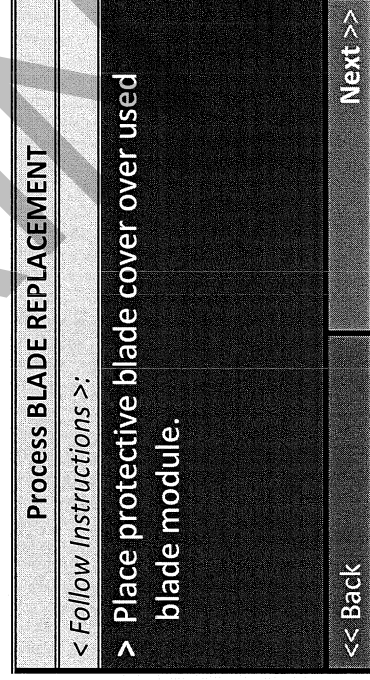 Process BLADE REPLACEMENT
< Follow Instructions >:
> Place protective blade cover over used
blade module.
<< Back
Next >>